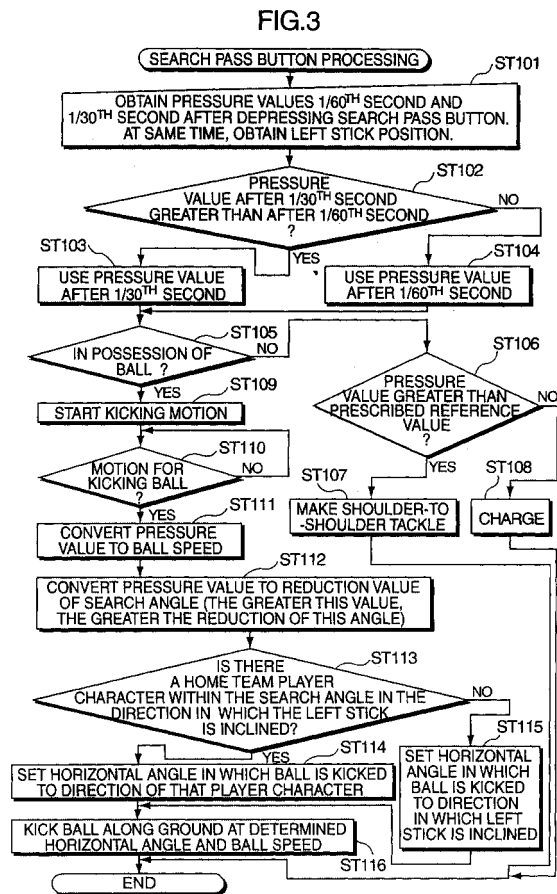 FIG.3
SEARCH PASS BUTTON PROCESSING
ST101
OBTAIN PRESSURE VALUES 1/60TH SECOND AND
1/30TH SECOND AFTER DEPRESSING SEARCH PASS BUTTON.
AT SAME TIME, OBTAIN LEFT STICK POSITION.
ST102
PRESSURE
VALUE AFTER 1/30TH SECOND
GREATER THAN AFTER 1/60TH SECOND
?
NO
YES
ST103
USE PRESSURE VALUE
AFTER 1/30TH SECOND
ST104
USE PRESSURE VALUE
AFTER 1/60TH SECOND
ST105
IN POSSESSION OF
BALL ?
NO
YES
ST106
PRESSURE
VALUE GREATER THAN
PRESCRIBED REFERENCE
VALUE
?
NO
YES
ST109
START KICKING MOTION
ST110
MOTION FOR
KICKING BALL
?
NO
YES
ST107
MAKE SHOULDER-TO
-SHOULDER TACKLE
ST108
CHARGE
ST111
CONVERT PRESSURE
VALUE TO BALL SPEED
ST112
CONVERT PRESSURE VALUE TO REDUCTION VALUE
OF SEARCH ANGLE (THE GREATER THIS VALUE,
THE GREATER THE REDUCTION OF THIS ANGLE)
ST113
IS THERE
A HOME TEAM PLAYER
CHARACTER WITHIN THE SEARCH ANGLE IN THE
DIRECTION IN WHICH THE LEFT STICK
IS INCLINED?
NO
YES
ST114
SET HORIZONTAL ANGLE IN WHICH BALL IS KICKED
TO DIRECTION OF THAT PLAYER CHARACTER
ST115
SET HORIZONTAL
ANGLE IN WHICH
BALL IS KICKED
TO DIRECTION
IN WHICH LEFT
STICK IS INCLINED
KICK BALL ALONG GROUND AT DETERMINED
HORIZONTAL ANGLE AND BALL SPEED
ST116
END